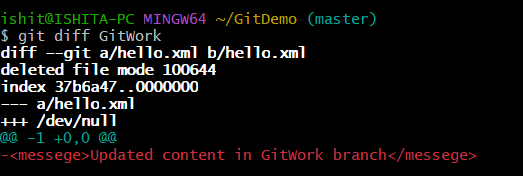 ishit@ISHITA-PC MINGW64 ~/GitDemo (master)
$ git diff GitWork
diff --git a/hello.xml b/hello.xml
deleted file mode 100644
index 37b6a47..0000000
--- a/hello.xml
+++ /dev/null
@@ -1 +0,0 @@
-<messege>Updated content in GitWork branch</messege>